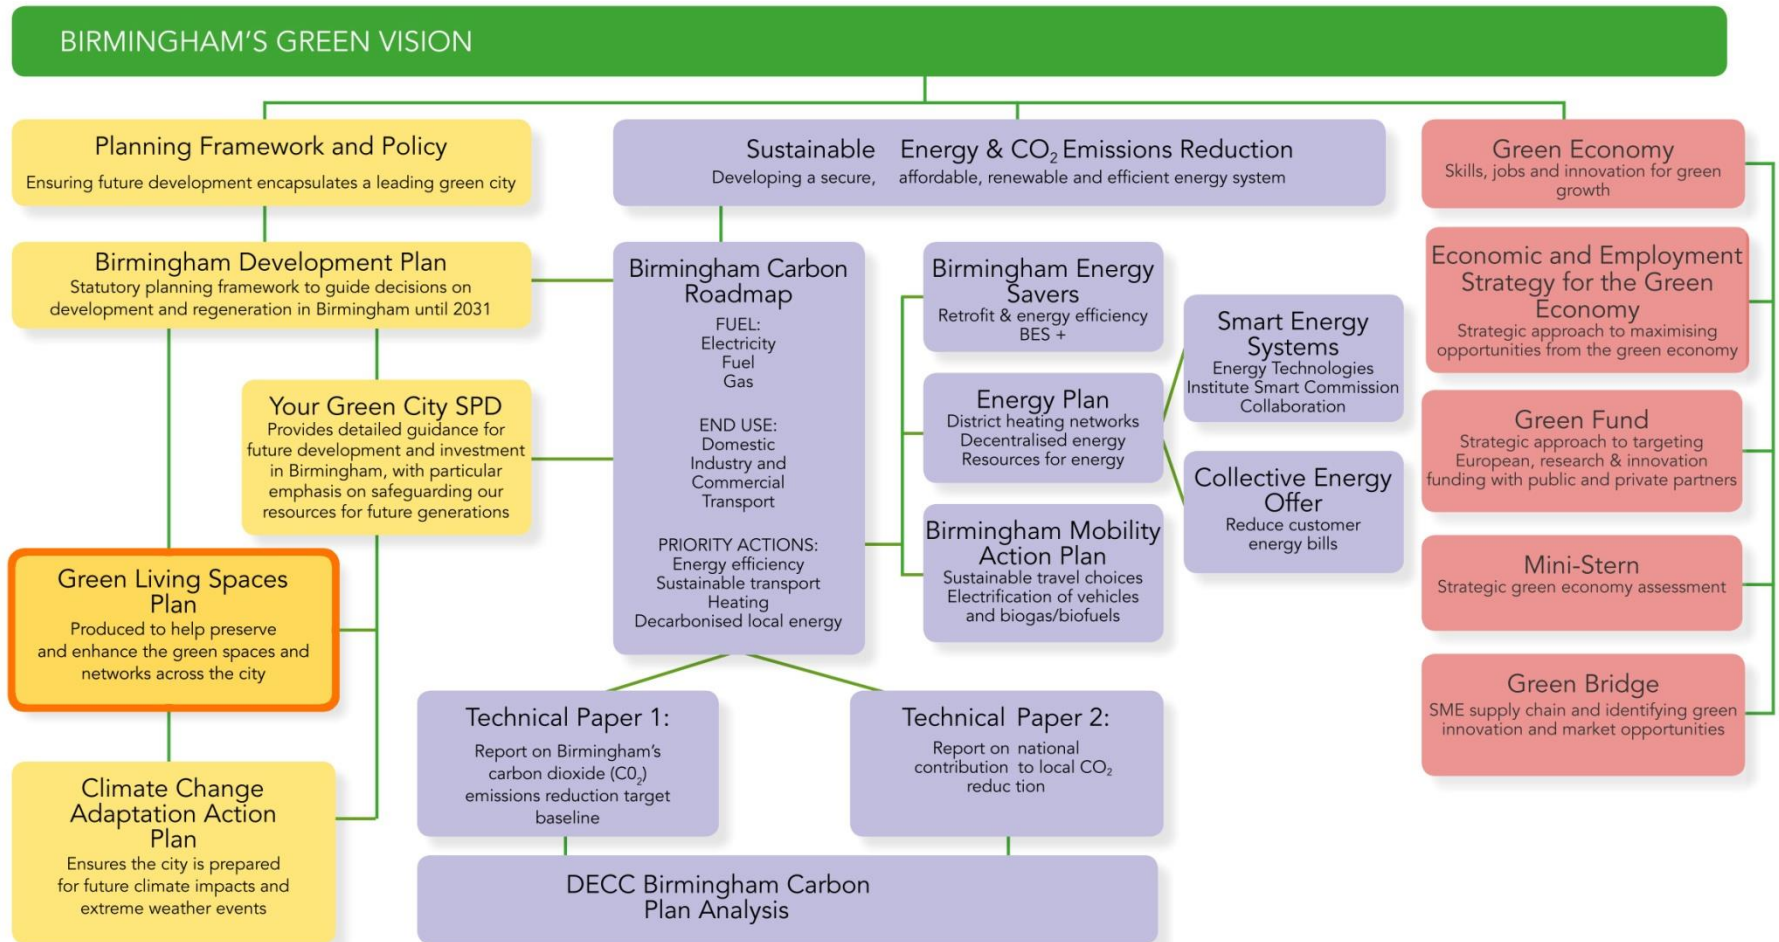 BIRMINGHAM'S GREEN VISION
Planning Framework and Policy
Ensuring future development encapsulates a leading green city
Birmingham Development Plan
Statutory planning framework to guide decisions on
development and regeneration in Birmingham until 2031
Your Green City SPD
Provides detailed guidance for
future development and investment
in Birmingham, with particular
emphasis on safeguarding our
resources for future generations
Green Living Spaces
Plan
Produced to help preserve
and enhance the green spaces and
networks across the city
Climate Change
Adaptation Action
Plan
Ensures the city is prepared
for future climate impacts and
extreme weather events
Sustainable Energy & CO₂ Emissions Reduction
Developing a secure, affordable, renewable and efficient energy system
Birmingham Carbon
Roadmap
FUEL:
Electricity
Fuel
Gas
END USE:
Domestic
Industry and
Commercial
Transport
PRIORITY ACTIONS:
Energy efficiency
Sustainable transport
Heating
Decarbonised local energy
Birmingham Energy
Savers
Retrofit & energy efficiency
BES +
Energy Plan
District heating networks
Decentralised energy
Resources for energy
Birmingham Mobility
Action Plan
Sustainable travel choices
Electrification of vehicles
and biogas/biofuels
Smart Energy
Systems
Energy Technologies
Institute Smart Commission
Collaboration
Collective Energy
Offer
Reduce customer
energy bills
Technical Paper 1:
Report on Birmingham's
carbon dioxide (C0₂)
emissions reduction target
baseline
Technical Paper 2:
Report on national
contribution to local CO₂
reduc tion
DECC Birmingham Carbon
Plan Analysis
Green Economy
Skills, jobs and innovation for green
growth
Economic and Employment
Strategy for the Green
Economy
Strategic approach to maximising
opportunities from the green economy
Green Fund
Strategic approach to targeting
European, research & innovation
funding with public and private partners
Mini-Stern
Strategic green economy assessment
Green Bridge
SME supply chain and identifying green
innovation and market opportunities